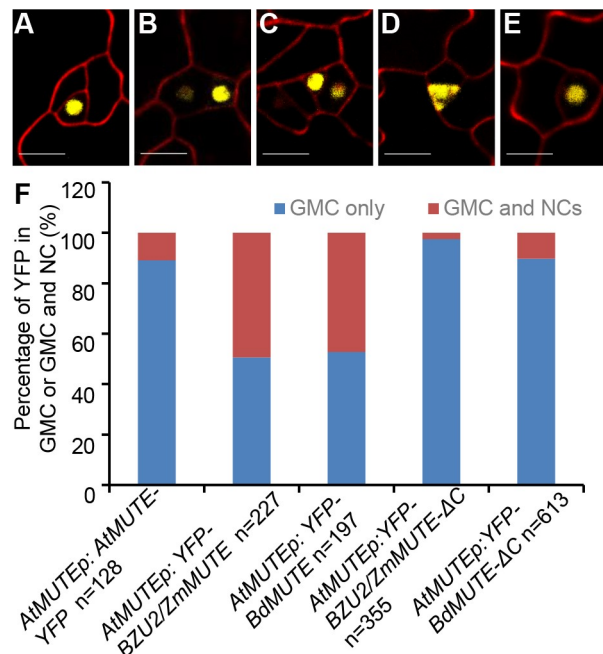 A B C D E
F
Percentage of YFP in
GMC or GMC and NC (%)
120
100
80
60
40
20
0
GMC only
GMC and NCs
AtMUTEp: AtMUTE-
YFP n=128
AtMUTEp: YFP-
BZU2/ZmMUTE n=227
AtMUTEp: YFP-
BdMUTE n=197
AtMUTEp:YFP-
BZU2/ZmMUTE-ΔC
n=355
AtMUTEp:YFP-
BdMUTE-ΔC n=613